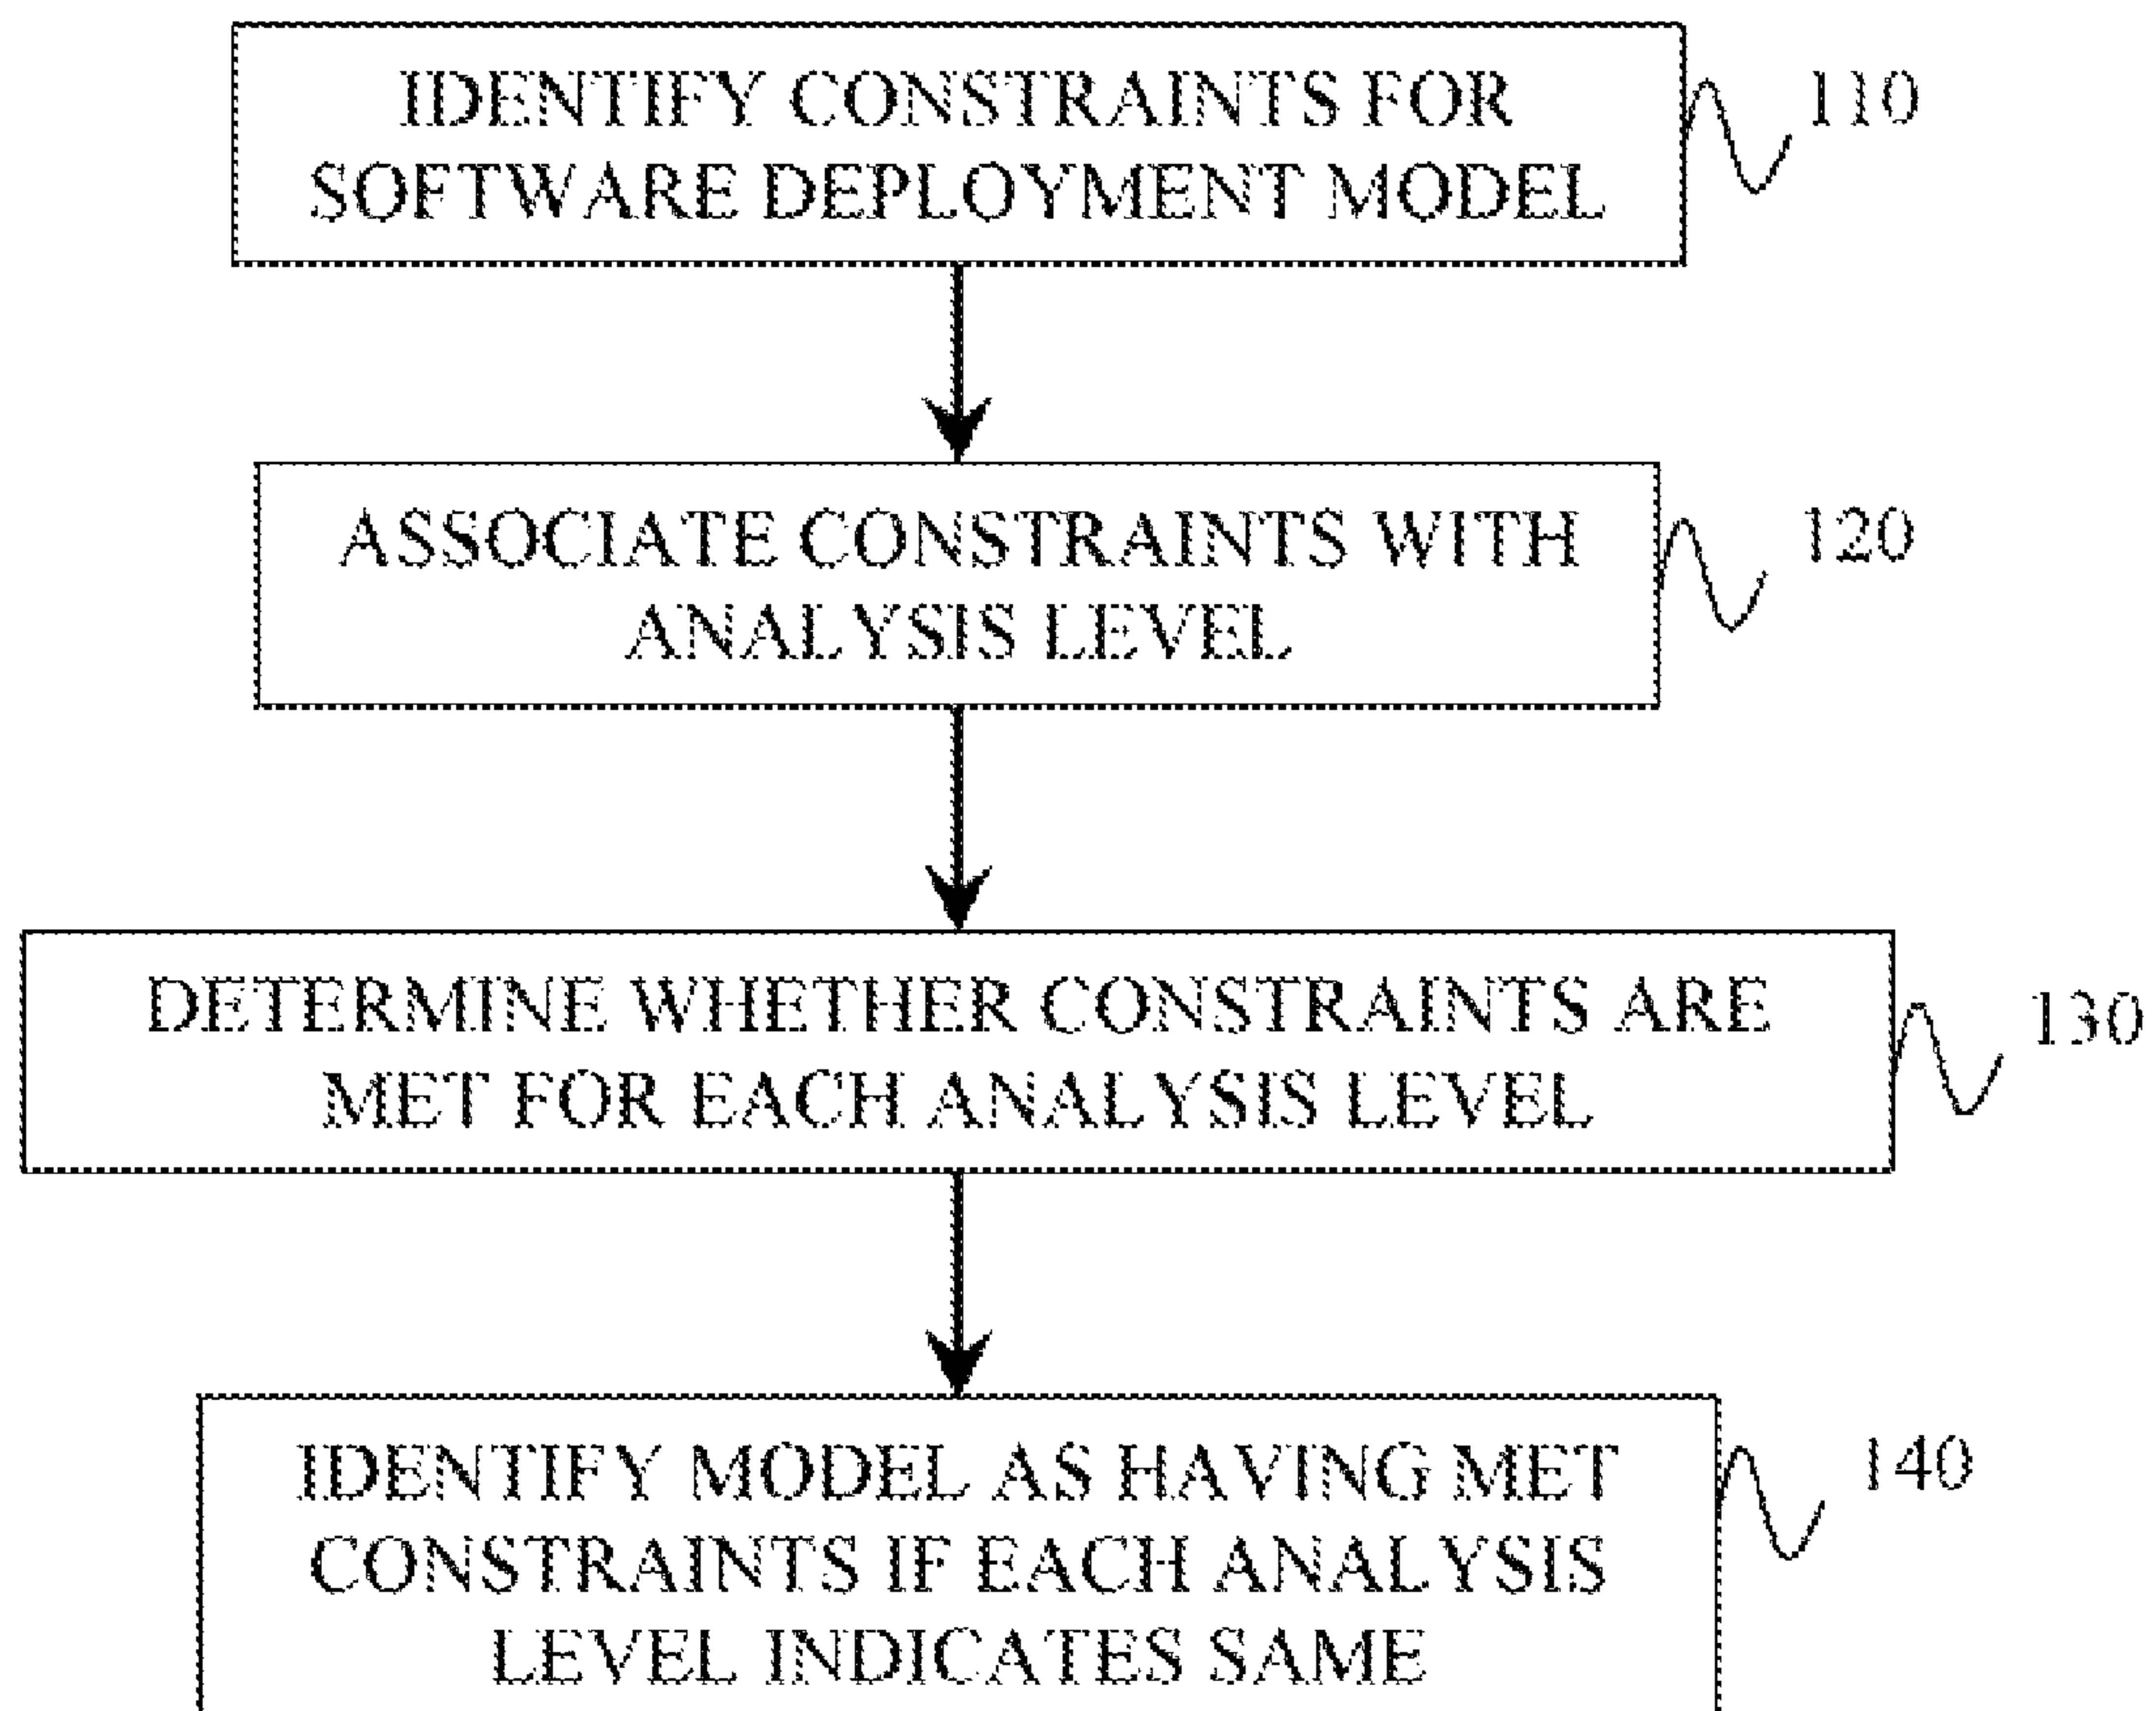 IDENTIFY CONSTRAINTS FOR
SOFTWARE DEPLOYMENT MODEL
110
ASSOCIATE CONSTRAINTS WITH
ANALYSIS LEVEL
120
DETERMINE WHETHER CONSTRAINTS ARE
MET FOR EACH ANALYSIS LEVEL
130
IDENTIFY MODEL AS HAVING MET
CONSTRAINTS IF EACH ANALYSIS
LEVEL INDICATES SAME
140